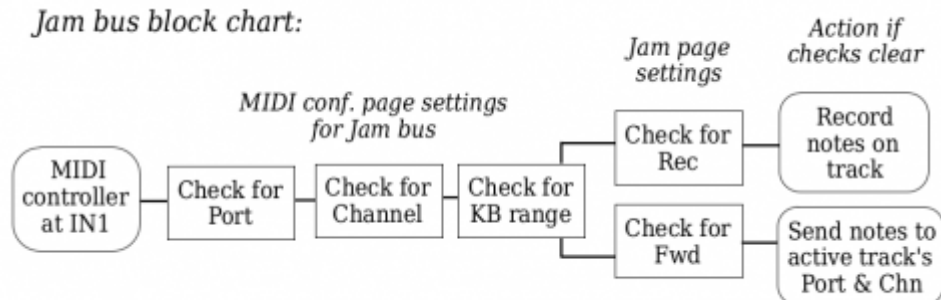 Jam bus block chart:
Action if
checks clear
Jam page
settings
MIDI conf. page settings
for Jam bus
MIDI
controller
at IN1
Check for
Port
Check for
Channel
Check for
KB range
Check for
Rec
Record
notes on
track
Check for
Fwd
Send notes to
active track's
Port & Chn